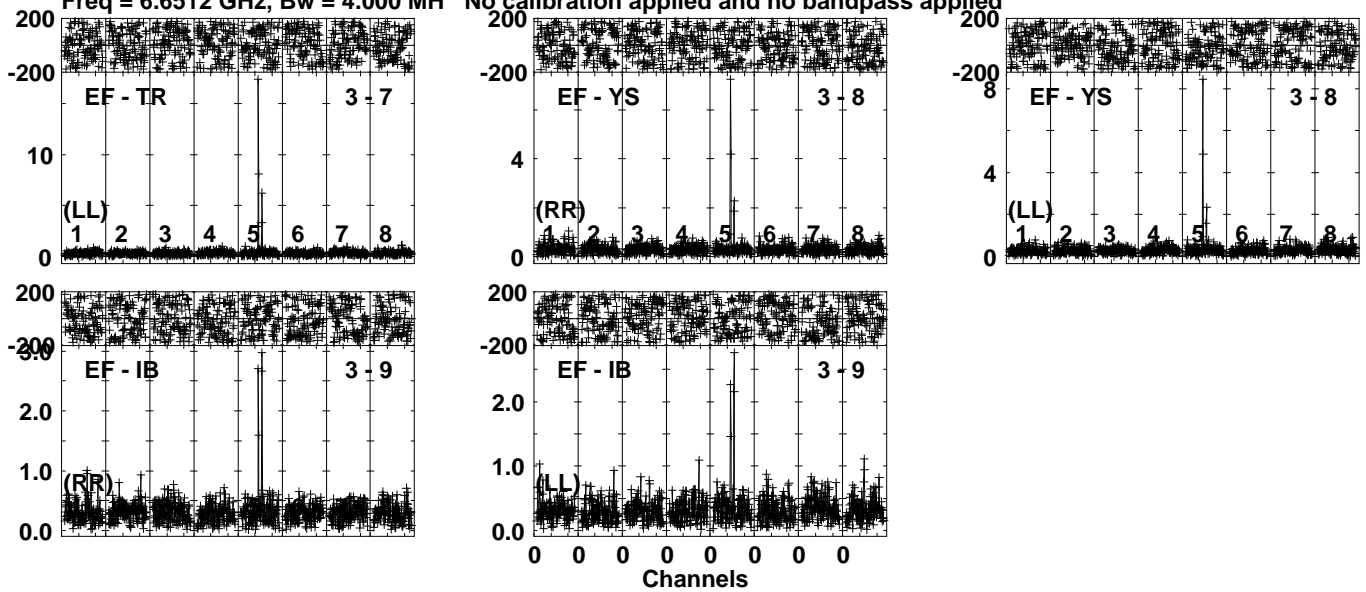 Freq = 6.6512 GHz, Bw = 4.000 MH No calibration applied and no bandpass applied
200
-200
EF - TR 3 - 7
10
(LL)
1 2 3 4 5 6 7 8
0
200
-200
EF - YS 3 - 8
4
(RR)
1 2 3 4 5 6 7 8
0
200
-200
8
EF - YS 3 - 8
4
(LL)
1 2 3 4 5 6 7 8
0
200
-200
3.0
EF - IB 3 - 9
2.0
1.0
(RR)
0.0
200
-200
EF - IB 3 - 9
2.0
1.0
(LL)
0.0
0 0 0 0 0 0 0 0
Channels